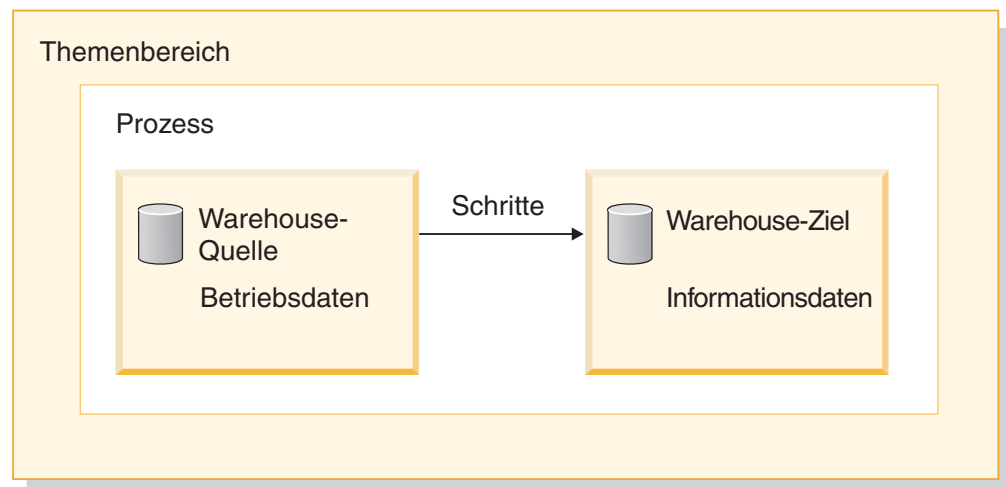 Themenbereich
Prozess
Warehouse-
Quelle
Betriebsdaten
Schritte
Warehouse-Ziel
Informationsdaten